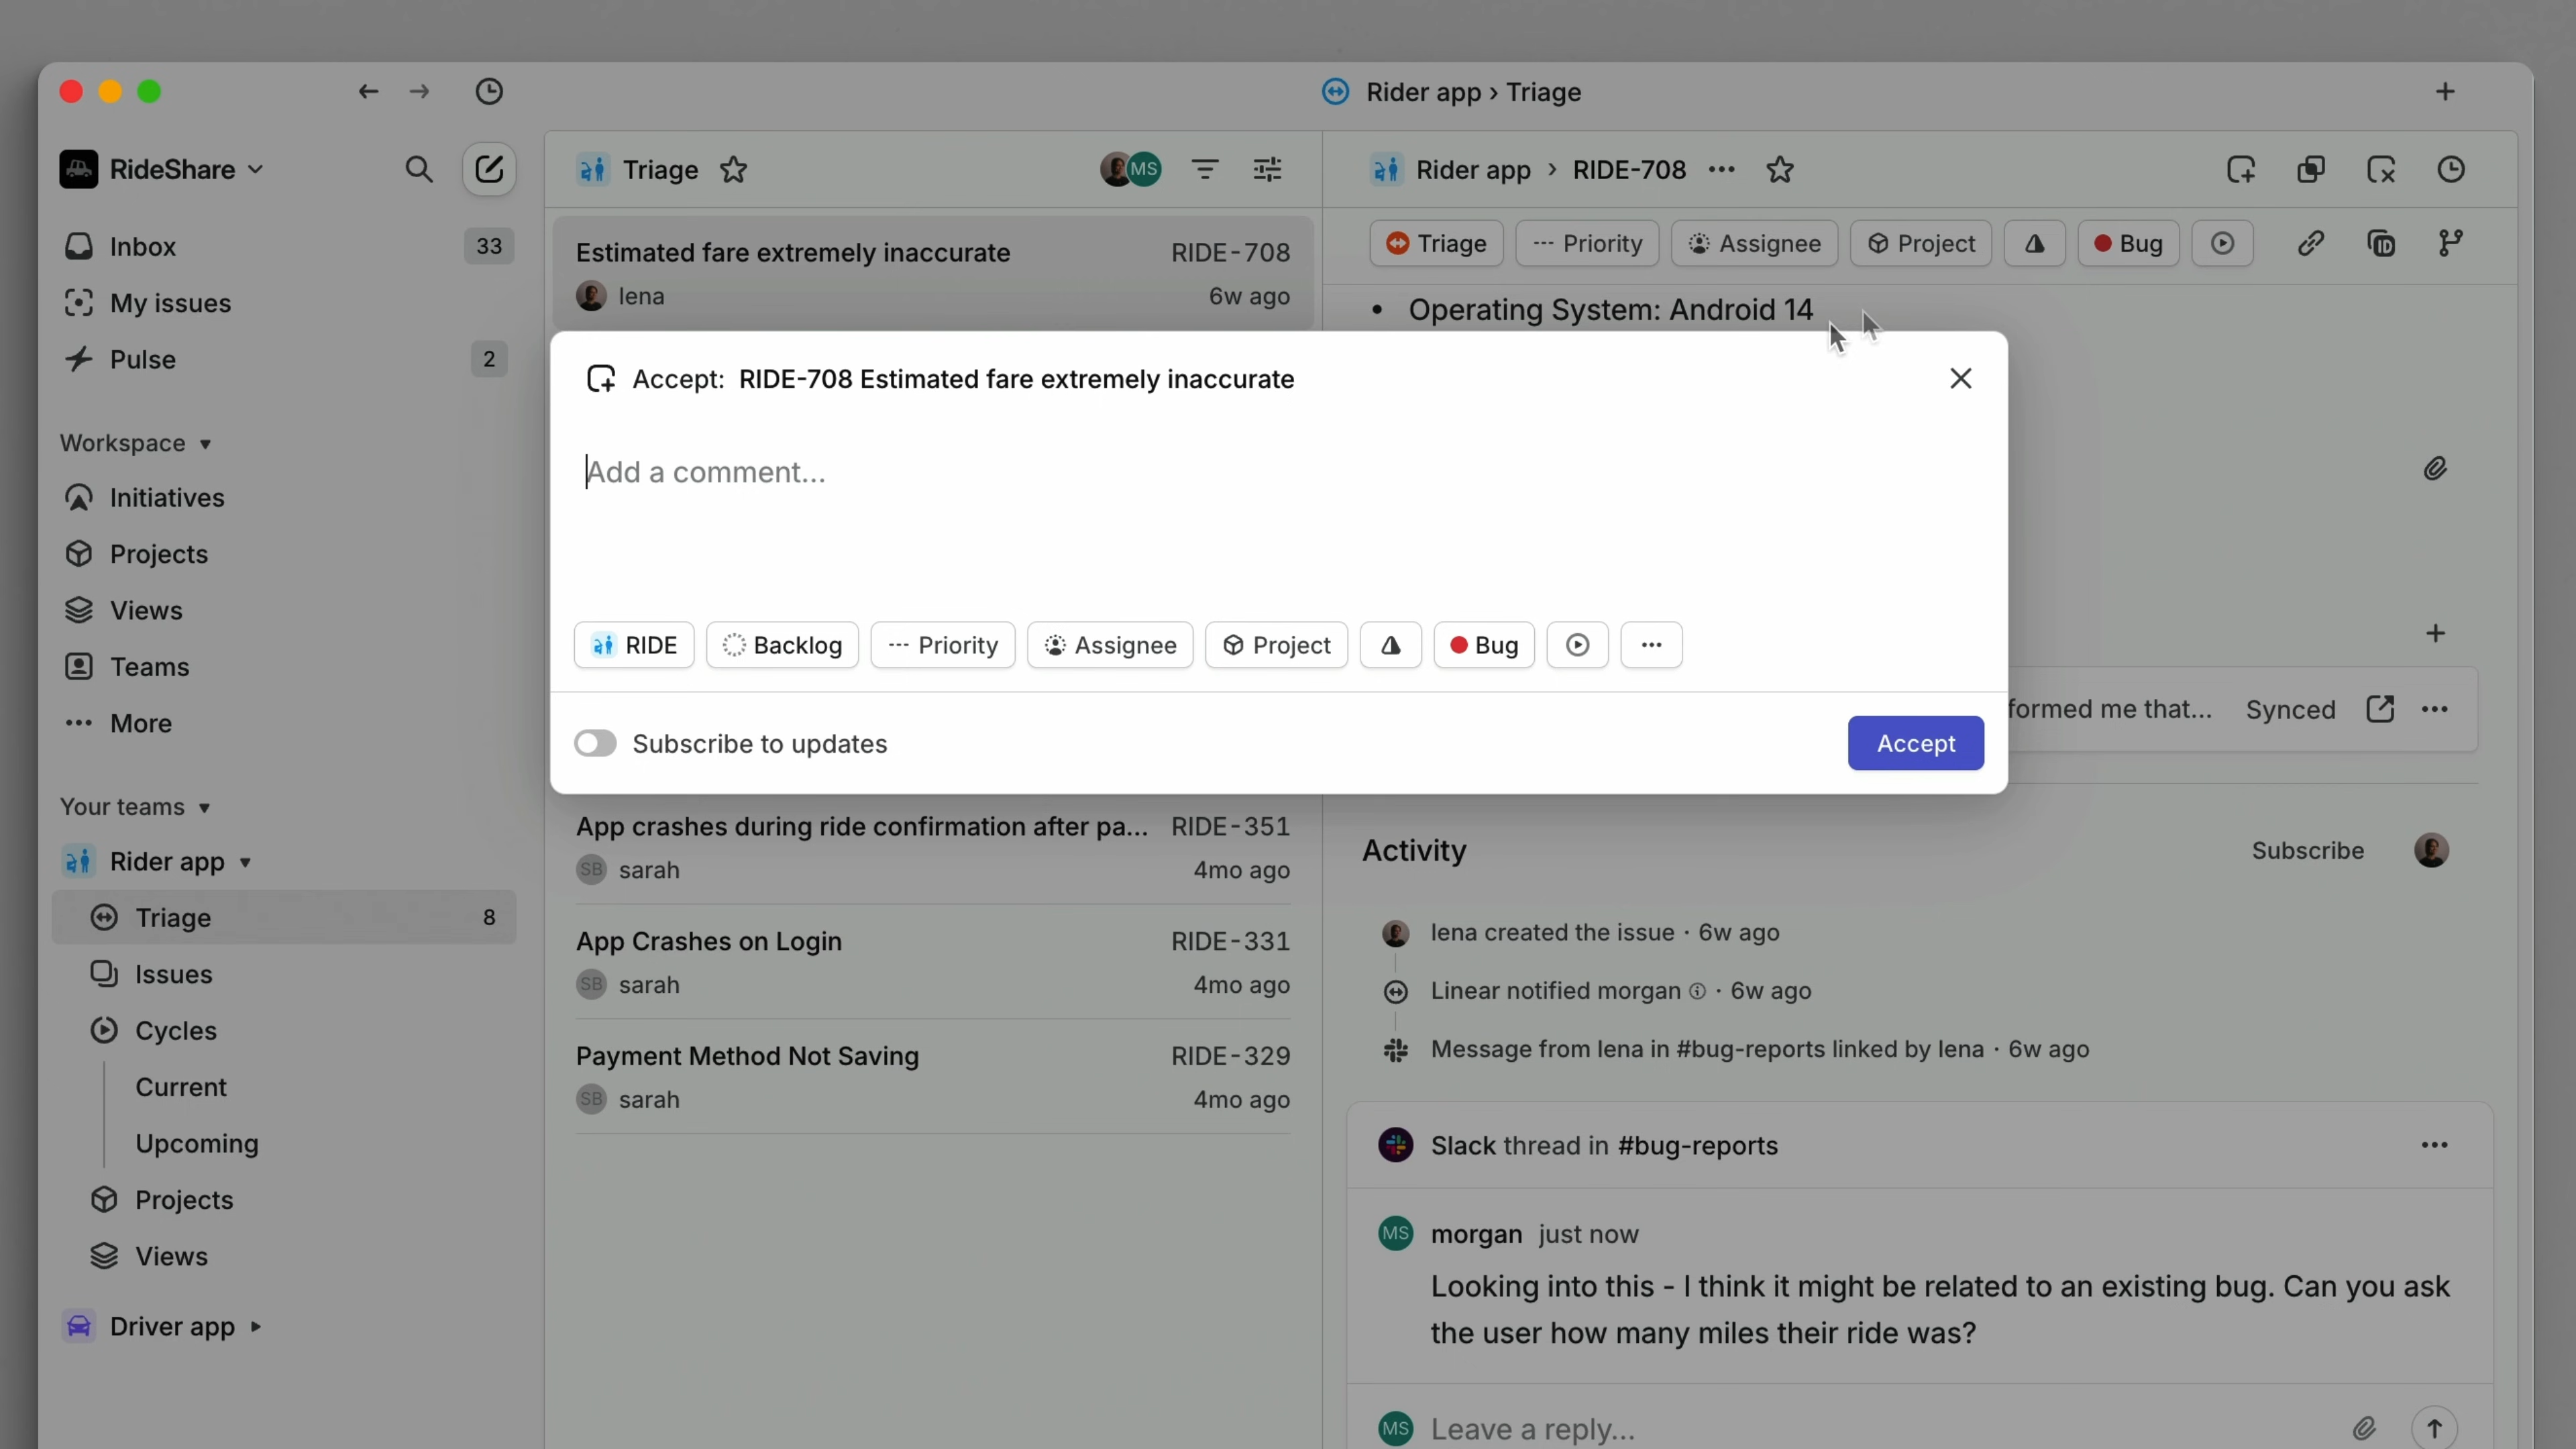 Rider app › Triage
RideShare
Inbox 33
My issues
Pulse 2
Workspace
Initiatives
Projects
Views
Teams
More
Your teams
Rider app
Triage 8
Issues
Cycles
Current
Upcoming
Projects
Views
Driver app
Triage
MS
Estimated fare extremely inaccurate RIDE-708
lena 6w ago
Rider app › RIDE-708
Triage Priority Assignee Project Bug
• Operating System: Android 14
Accept: RIDE-708 Estimated fare extremely inaccurate
Add a comment...
RIDE Backlog Priority Assignee Project Bug
Subscribe to updates Accept
formed me that... Synced
App crashes during ride confirmation after pa... RIDE-351
SB sarah 4mo ago
App Crashes on Login RIDE-331
SB sarah 4mo ago
Payment Method Not Saving RIDE-329
SB sarah 4mo ago
Activity Subscribe
lena created the issue · 6w ago
Linear notified morgan · 6w ago
Message from lena in #bug-reports linked by lena · 6w ago
Slack thread in #bug-reports
MS morgan just now
Looking into this - I think it might be related to an existing bug. Can you ask
the user how many miles their ride was?
MS Leave a reply...